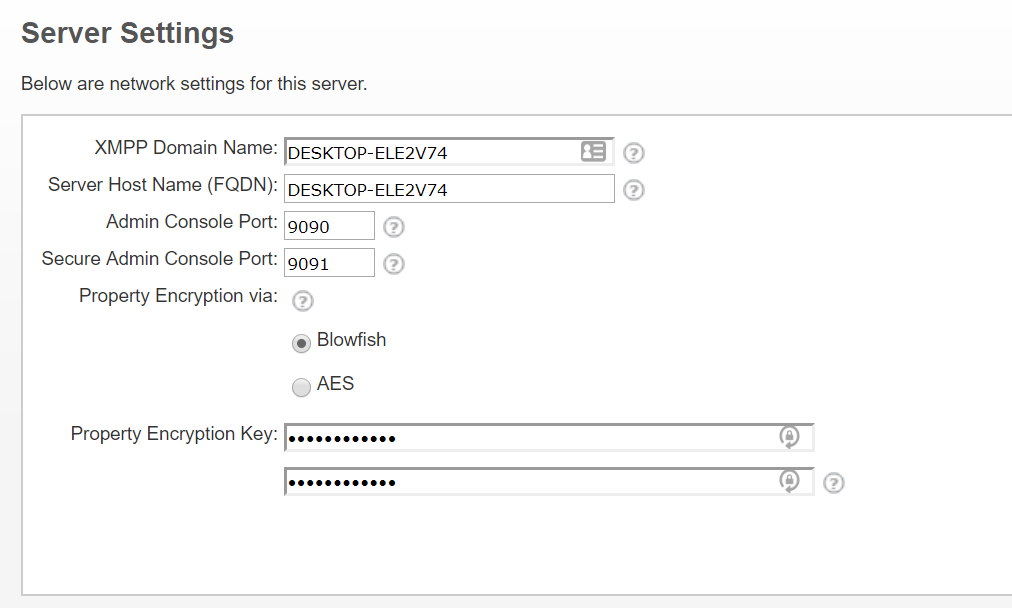 Server Settings
Below are network settings for this server.
XMPP Domain Name: DESKTOP-ELE2V74 ?
Server Host Name (FQDN): DESKTOP-ELE2V74 ?
Admin Console Port: 9090 ?
Secure Admin Console Port: 9091 ?
Property Encryption via: ?
Blowfish
AES
Property Encryption Key: ••••••••••••
•••••••••••• ?